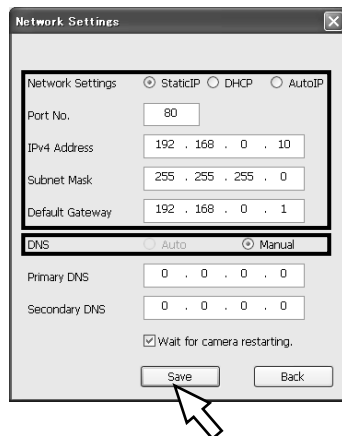 Network Settings
Network Settings StaticIP DHCP AutoIP
Port No. 80
IPv4 Address 192 . 168 . 0 . 10
Subnet Mask 255 . 255 . 255 . 0
Default Gateway 192 . 168 . 0 . 1
DNS Auto Manual
Primary DNS 0 . 0 . 0 . 0
Secondary DNS 0 . 0 . 0 . 0
Wait for camera restarting.
Save Back